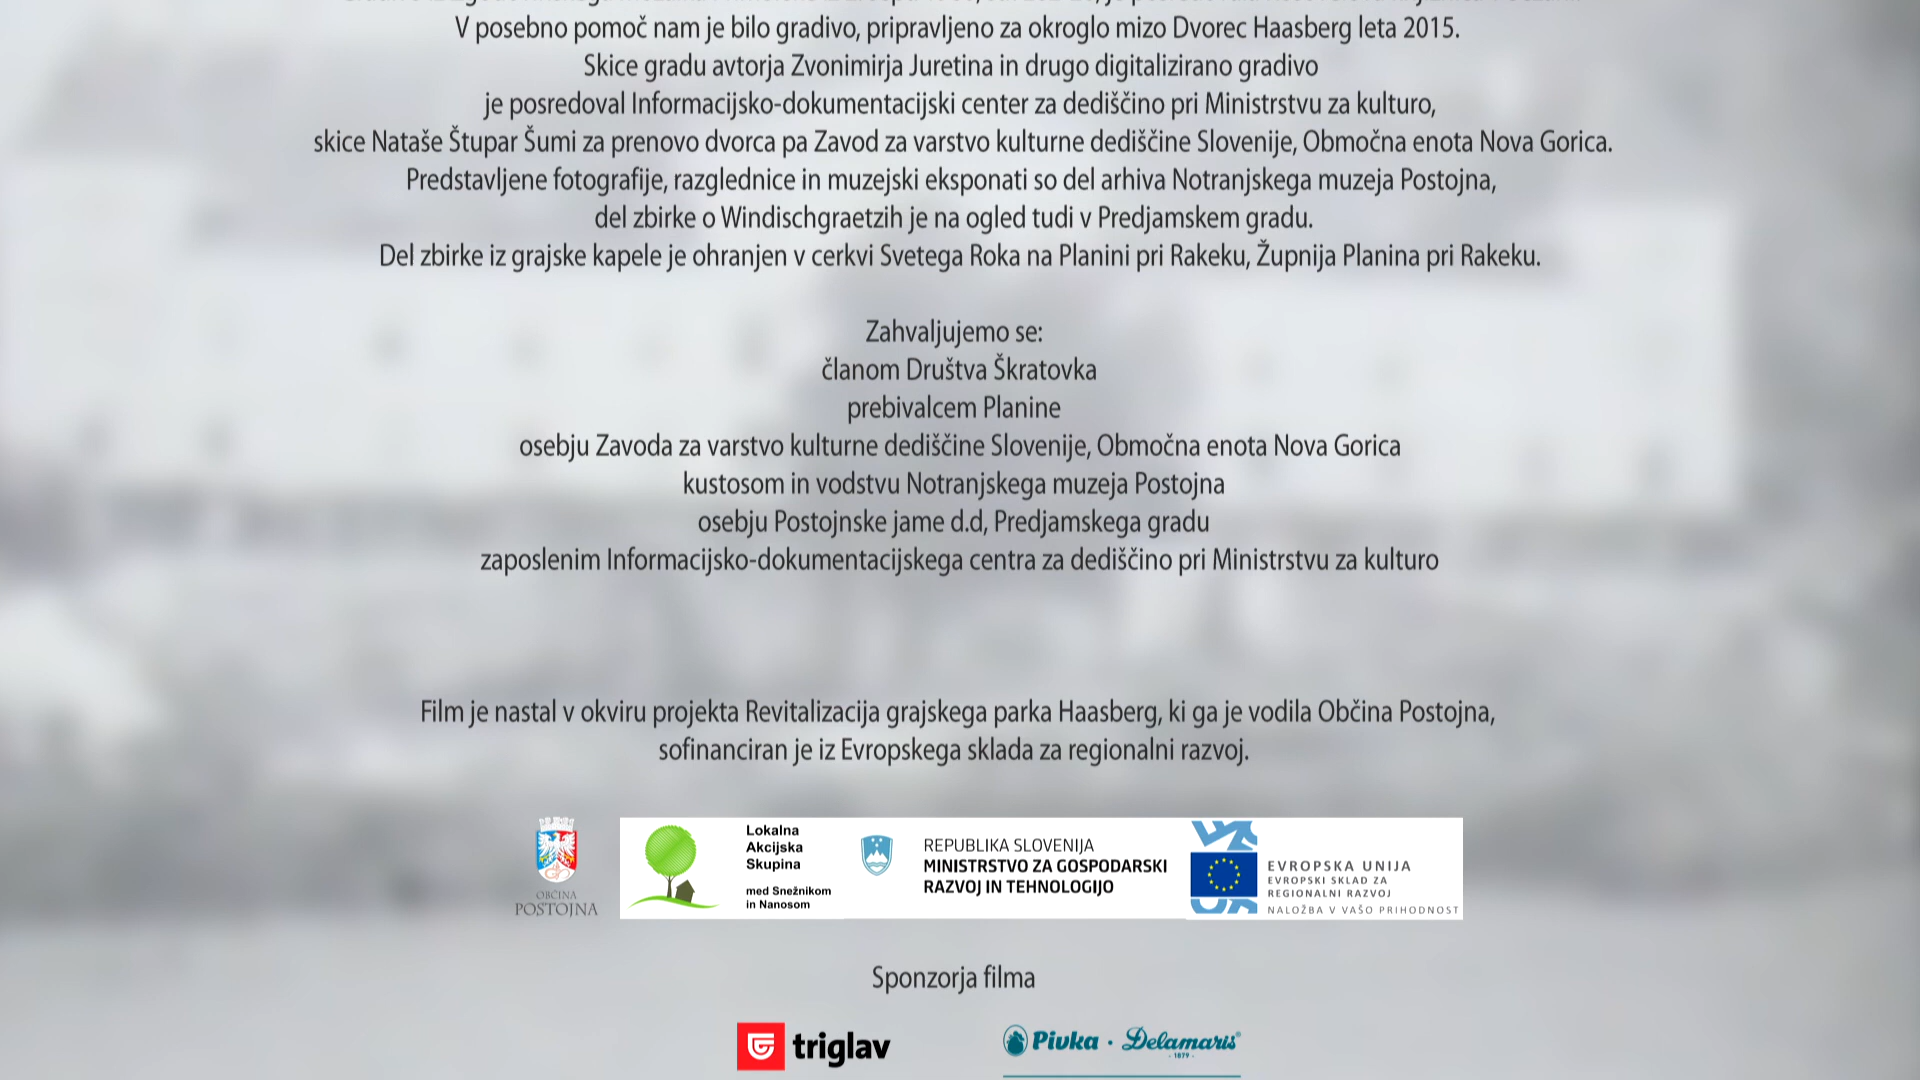 V posebno pomoč nam je bilo gradivo, pripravljeno za okroglo mizo Dvorec Haasberg leta 2015.
Skice gradu avtorja Zvonimirja Juretina in drugo digitalizirano gradivo
je posredoval Informacijsko-dokumentacijski center za dediščino pri Ministrstvu za kulturo,
skice Nataše Štupar Šumi za prenovo dvorca pa Zavod za varstvo kulturne dediščine Slovenije, Območna enota Nova Gorica.
Predstavljene fotografije, razglednice in muzejski eksponati so del arhiva Notranjskega muzeja Postojna,
del zbirke o Windischgraetzih je na ogled tudi v Predjamskem gradu.
Del zbirke iz grajske kapele je ohranjen v cerkvi Svetega Roka na Planini pri Rakeku, Župnija Planina pri Rakeku.
Zahvaljujemo se:
članom Društva Škratovka
prebivalcem Planine
osebju Zavoda za varstvo kulturne dediščine Slovenije, Območna enota Nova Gorica
kustosom in vodstvu Notranjskega muzeja Postojna
osebju Postojnske jame d.d, Predjamskega gradu
zaposlenim Informacijsko-dokumentacijskega centra za dediščino pri Ministrstvu za kulturo
Film je nastal v okviru projekta Revitalizacija grajskega parka Haasberg, ki ga je vodila Občina Postojna,
sofinanciran je iz Evropskega sklada za regionalni razvoj.
OBČINA
POSTOJNA
Lokalna
Akcijska
Skupina
med Snežnikom
in Nanosom
REPUBLIKA SLOVENIJA
MINISTRSTVO ZA GOSPODARSKI
RAZVOJ IN TEHNOLOGIJO
EVROPSKA UNIJA
EVROPSKI SKLAD ZA
REGIONALNI RAZVOJ
NALOŽBA V VAŠO PRIHODNOST
Sponzorja filma
triglav
Pivka · Delamaris®
- 1879 -